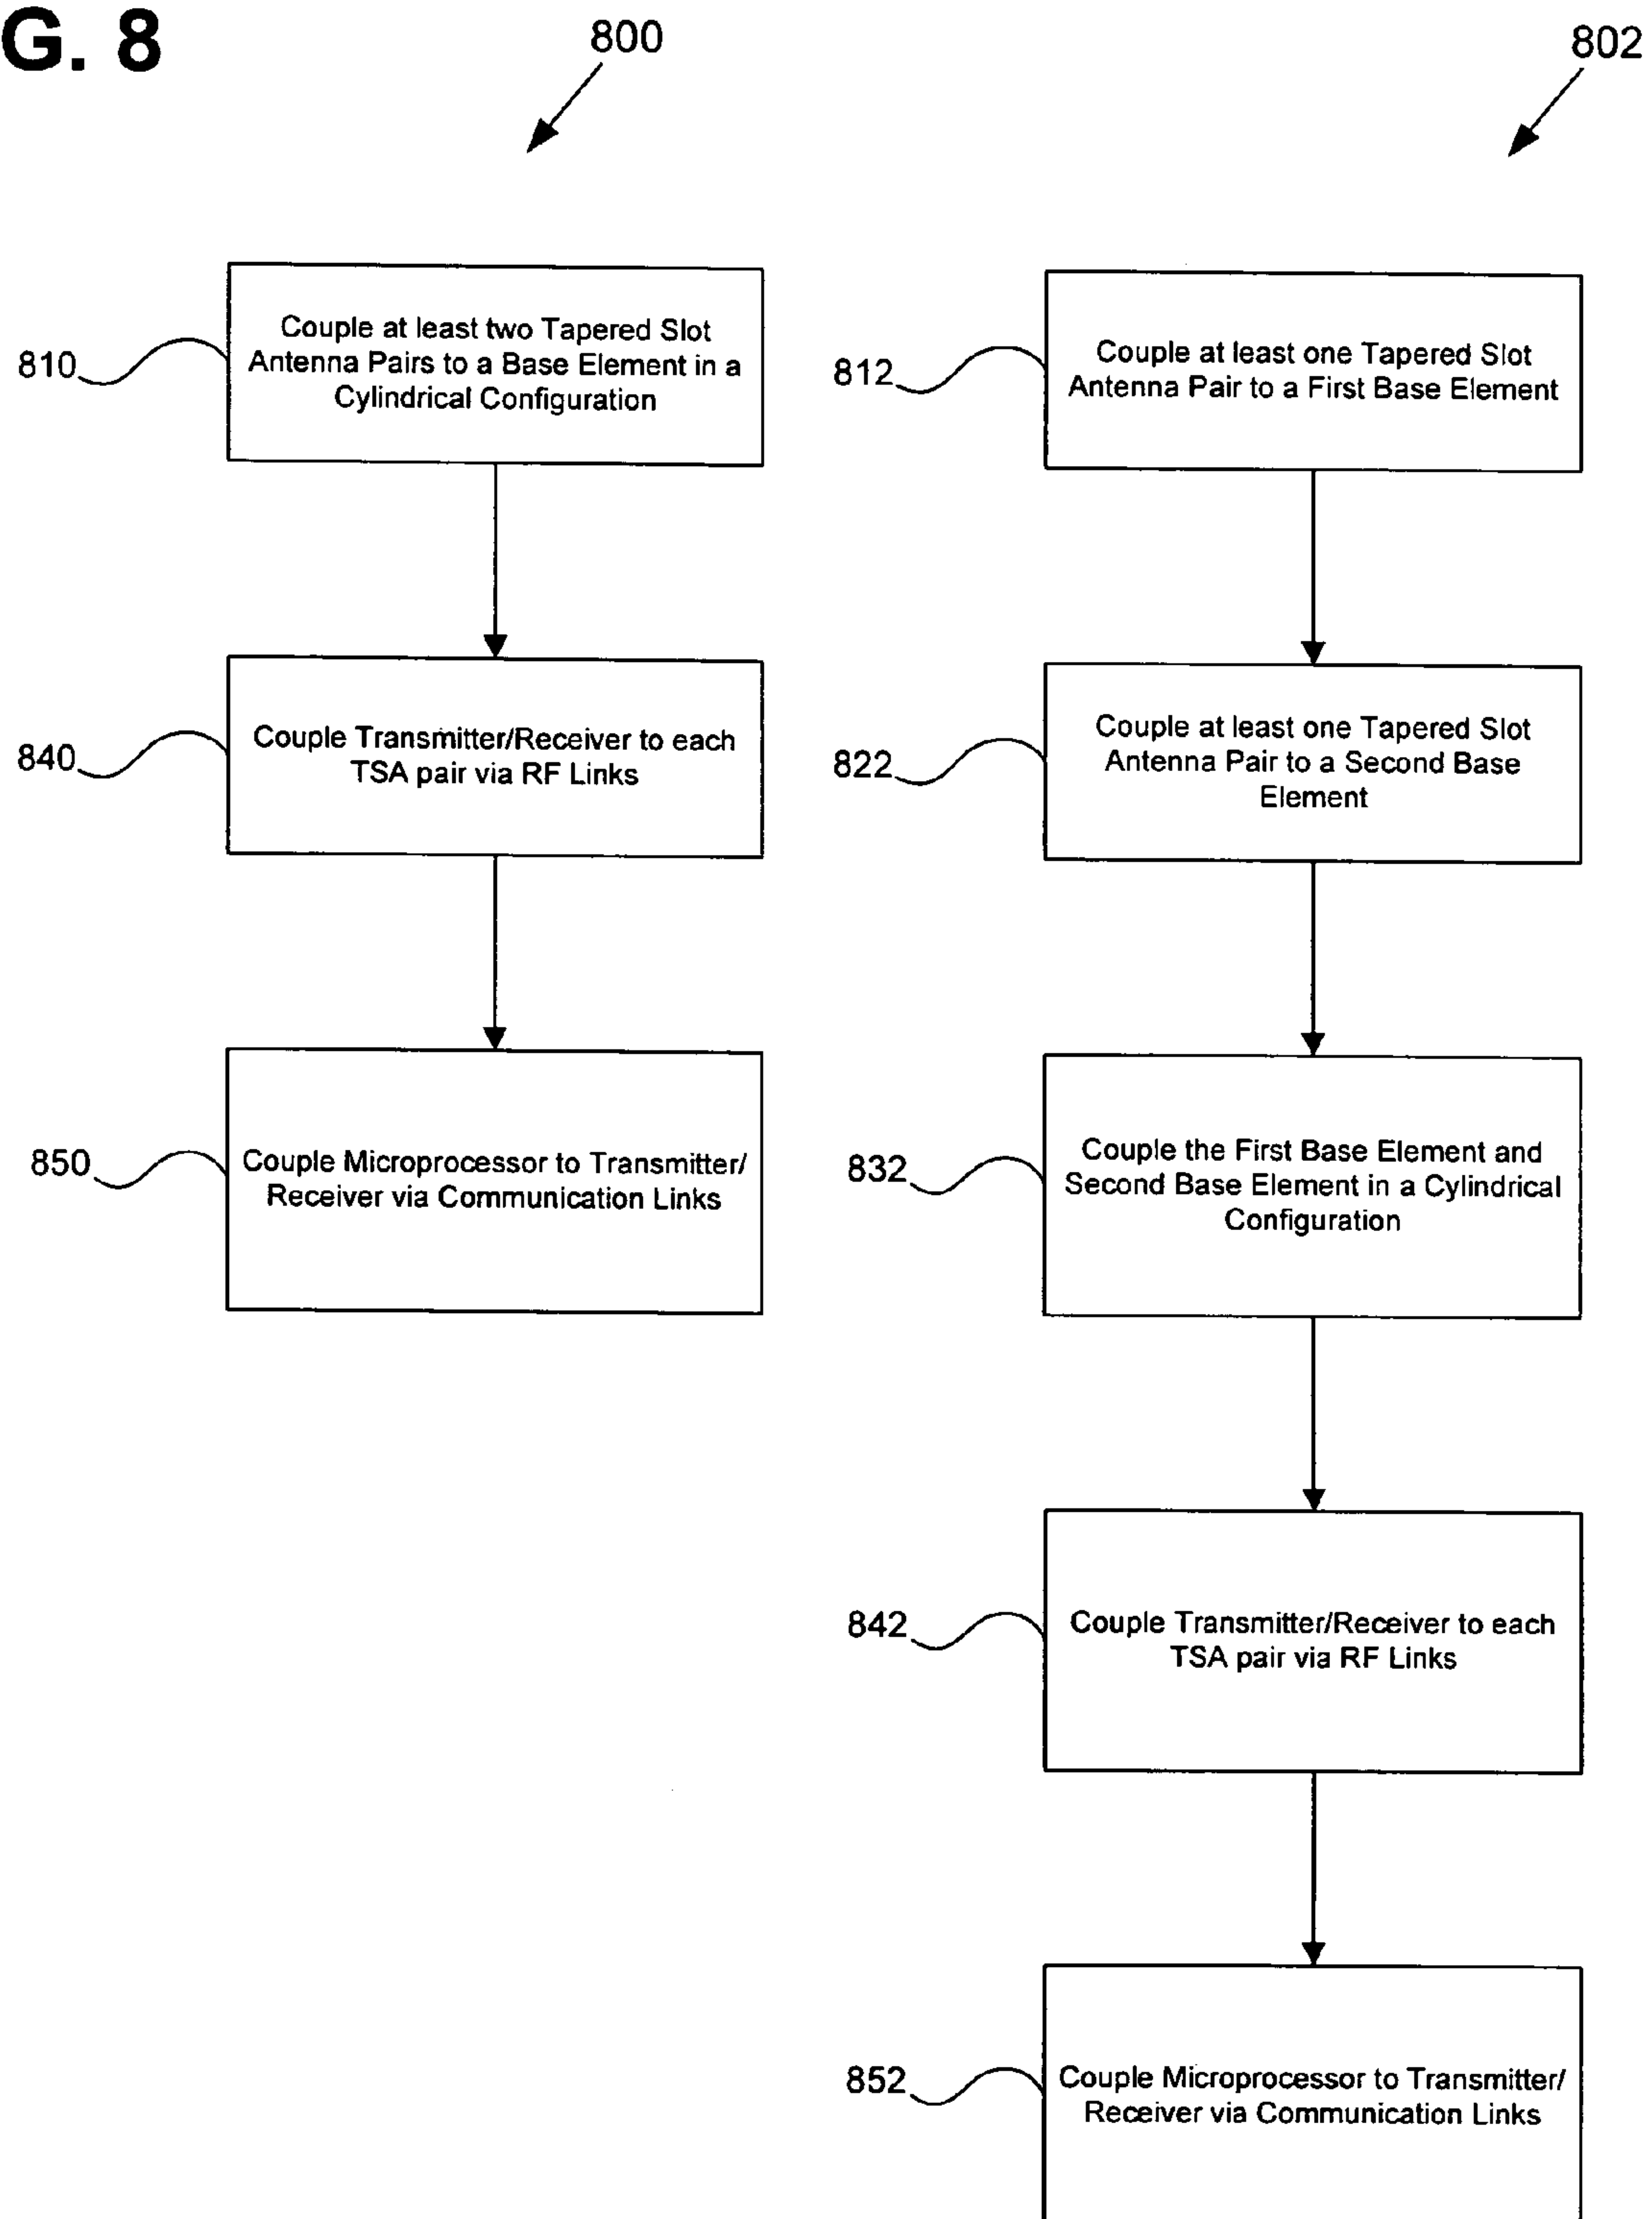 G. 8
800
802
810
Couple at least two Tapered Slot
Antenna Pairs to a Base Element in a
Cylindrical Configuration
840
Couple Transmitter/Receiver to each
TSA pair via RF Links
850
Couple Microprocessor to Transmitter/
Receiver via Communication Links
812
Couple at least one Tapered Slot
Antenna Pair to a First Base Element
822
Couple at least one Tapered Slot
Antenna Pair to a Second Base
Element
832
Couple the First Base Element and
Second Base Element in a Cylindrical
Configuration
842
Couple Transmitter/Receiver to each
TSA pair via RF Links
852
Couple Microprocessor to Transmitter/
Receiver via Communication Links